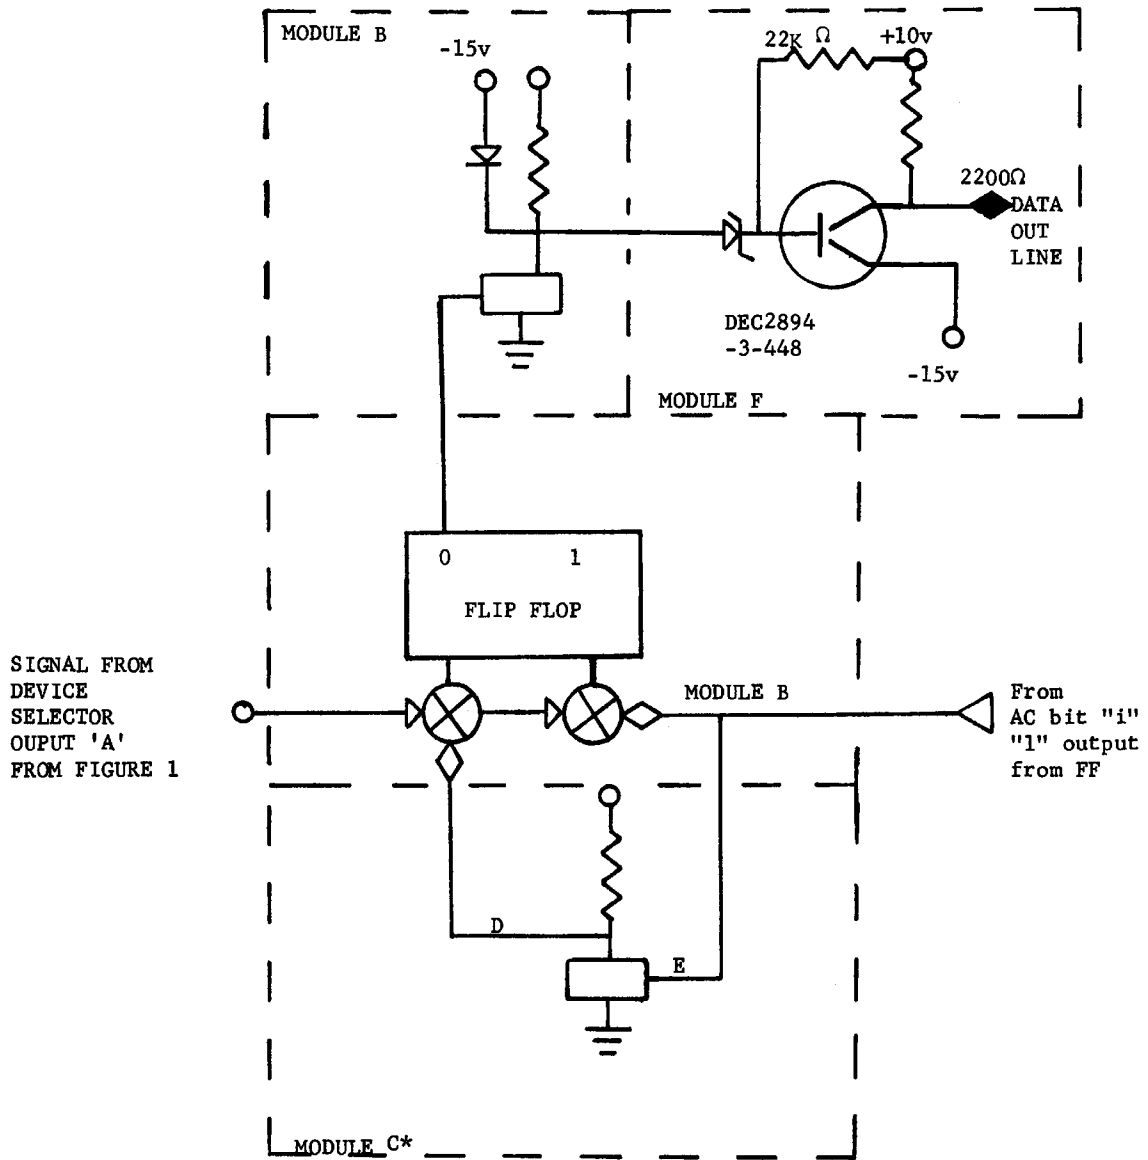 MODULE B
-15v
22K Ω
+10v
2200Ω
DATA
OUT
LINE
DEC2894
-3-448
-15v
MODULE F
0
1
FLIP FLOP
SIGNAL FROM
DEVICE
SELECTOR
OUPUT 'A'
FROM FIGURE 1
MODULE B
From
AC bit "i"
"1" output
from FF
D
E
MODULE C*